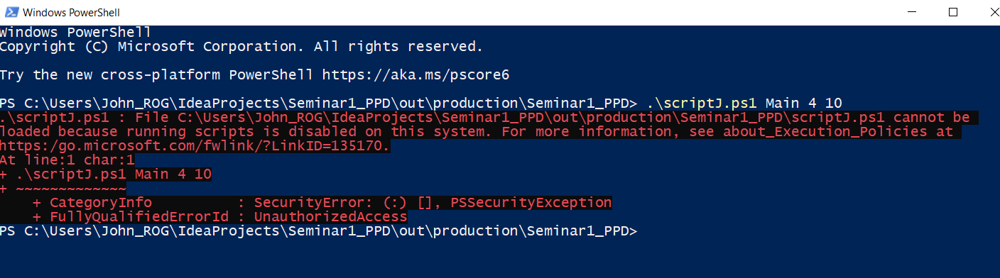 Windows PowerShell
Windows PowerShell
Copyright (C) Microsoft Corporation. All rights reserved.
Try the new cross-platform PowerShell https://aka.ms/pscore6
PS C:\Users\John_ROG\IdeaProjects\Seminar1_PPD\out\production\Seminar1_PPD> .\scriptJ.ps1 Main 4 10
.\scriptJ.ps1 : File C:\Users\John_ROG\IdeaProjects\Seminar1_PPD\out\production\Seminar1_PPD\scriptJ.ps1 cannot be
loaded because running scripts is disabled on this system. For more information, see about_Execution_Policies at
https:/go.microsoft.com/fwlink/?LinkID=135170.
At line:1 char:1
+ .\scriptJ.ps1 Main 4 10
+ ~~~~~~~~~~~~~
    + CategoryInfo          : SecurityError: (:) [], PSSecurityException
    + FullyQualifiedErrorId : UnauthorizedAccess
PS C:\Users\John_ROG\IdeaProjects\Seminar1_PPD\out\production\Seminar1_PPD>